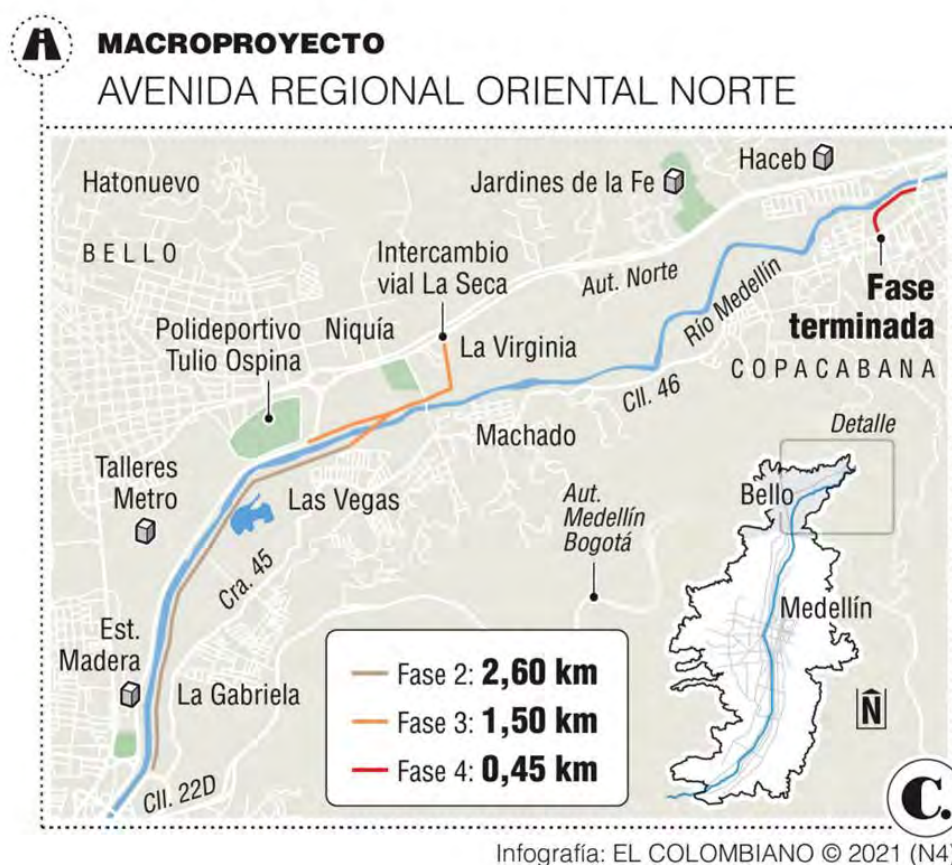 MACROPROYECTO
AVENIDA REGIONAL ORIENTAL NORTE
Hatonuevo
BELLO
Jardines de la Fe
Haceb
Intercambio
vial La Seca
Aut. Norte
Río Medellín
Fase
terminada
COPACABANA
Polideportivo
Tulio Ospina
Niquía
La Virginia
Cll. 46
Machado
Talleres
Metro
Las Vegas
Cra. 45
Aut.
Medellín
Bogotá
Detalle
Bello
Medellín
Est.
Madera
La Gabriela
Cll. 22D
Fase 2: 2,60 km
Fase 3: 1,50 km
Fase 4: 0,45 km
N
C.
Infografía: EL COLOMBIANO © 2021 (N4